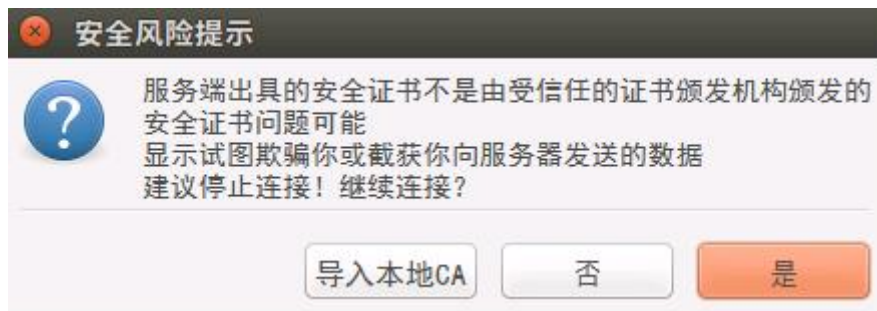 安全风险提示
服务端出具的安全证书不是由受信任的证书颁发机构颁发的
安全证书问题可能
显示试图欺骗你或截获你向服务器发送的数据
建议停止连接！继续连接？
导入本地CA
否
是